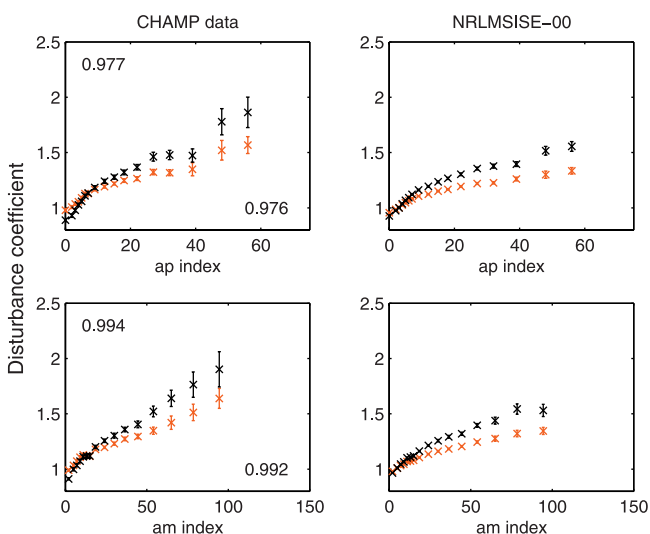 CHAMP data
NRLMSISE−00
Disturbance coefficient
2.5
2
1.5
1
0.977
0.976
0 20 40 60
ap index
2.5
2
1.5
1
0 20 40 60
ap index
2.5
2
1.5
1
0.994
0.992
0 50 100 150
am index
2.5
2
1.5
1
0 50 100 150
am index